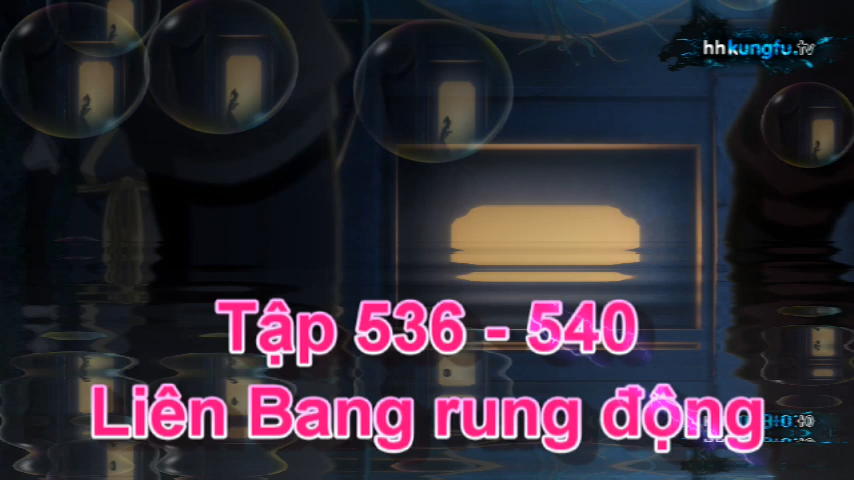 hhkungfu.tv
Tập 536 - 540
Liên Bang rung động